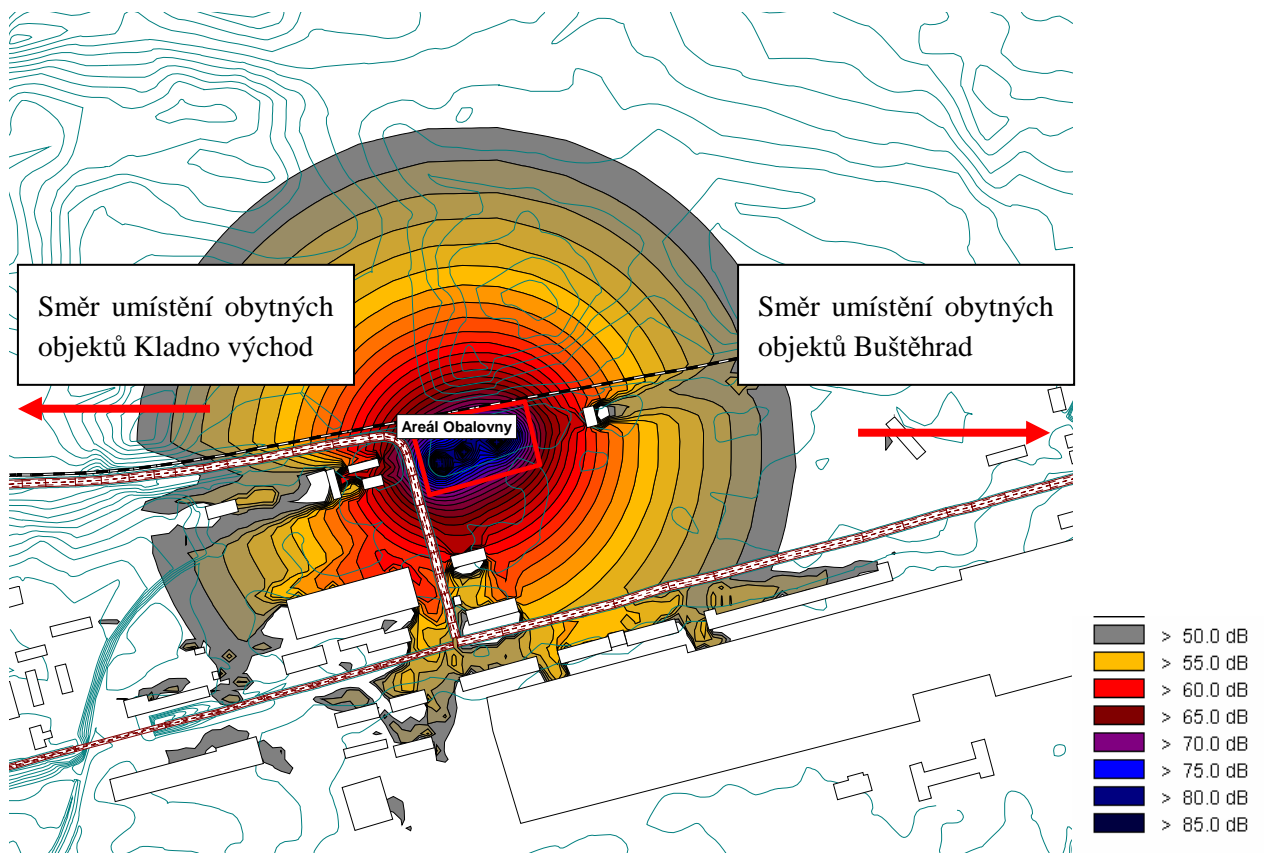 Směr umístění obytných
objektů Kladno východ
Směr umístění obytných
objektů Buštěhrad
Areál Obalovny
> 50.0 dB
> 55.0 dB
> 60.0 dB
> 65.0 dB
> 70.0 dB
> 75.0 dB
> 80.0 dB
> 85.0 dB